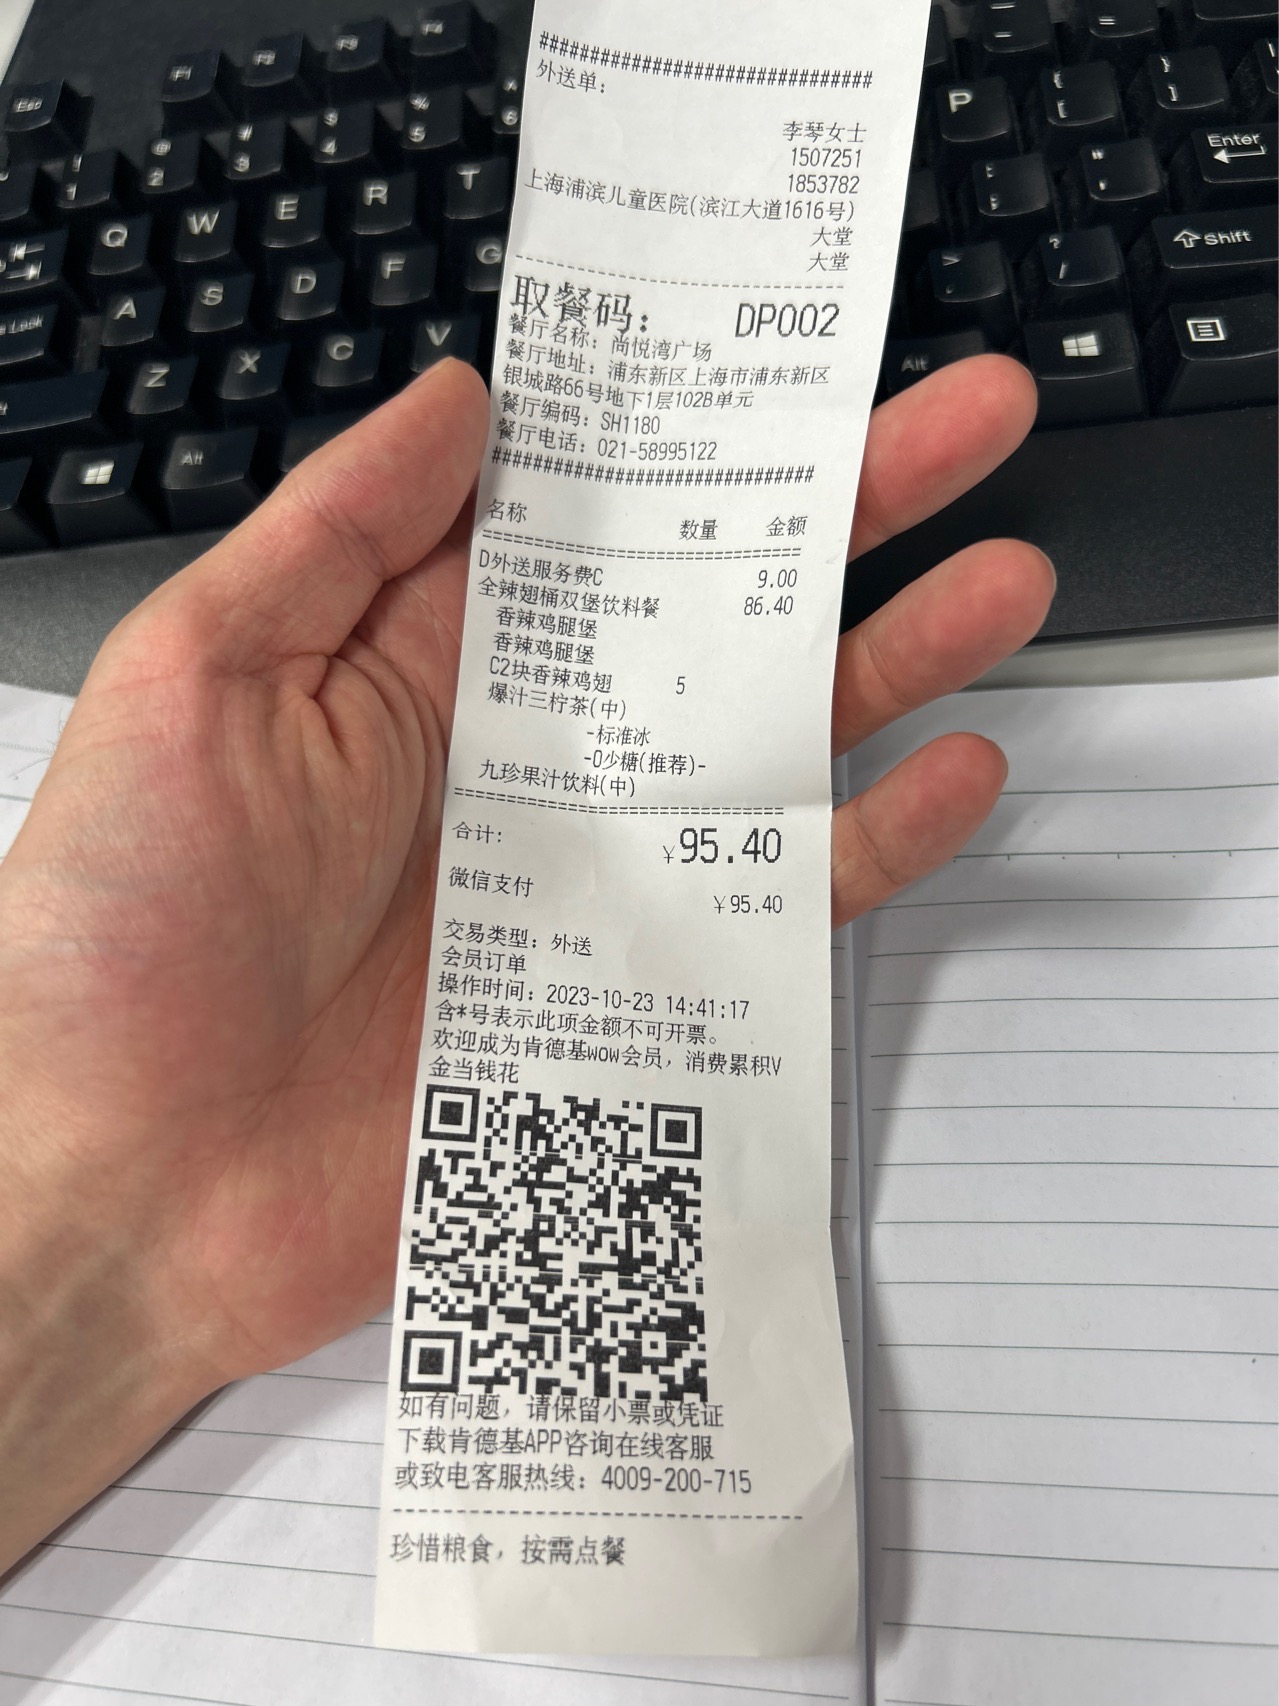 ##############################
外送单:
李琴女士
1507251
1853782
上海浦滨儿童医院(滨江大道1616号)
大堂
大堂
取餐码: DP002
餐厅名称: 尚悦湾广场
餐厅地址: 浦东新区上海市浦东新区
银城路66号地下1层102B单元
餐厅编码: SH1180
餐厅电话: 021-58995122
##############################
名称 数量 金额
D外送服务费C 9.00
全辣翅桶双堡饮料餐 86.40
香辣鸡腿堡
香辣鸡腿堡
C2块香辣鸡翅 5
爆汁三柠茶(中)
-标准冰
-0少糖(推荐)-
九珍果汁饮料(中)
合计: ¥95.40
微信支付 ¥95.40
交易类型: 外送
会员订单
操作时间: 2023-10-23 14:41:17
含*号表示此项金额不可开票。
欢迎成为肯德基wow会员, 消费累积V
金当钱花
如有问题, 请保留小票或凭证
下载肯德基APP咨询在线客服
或致电客服热线: 4009-200-715
珍惜粮食, 按需点餐
Esc F1 F2 F3 F4
Q W E R T
A S D F G
Z X C V
Alt
P
Enter
Shift
Alt